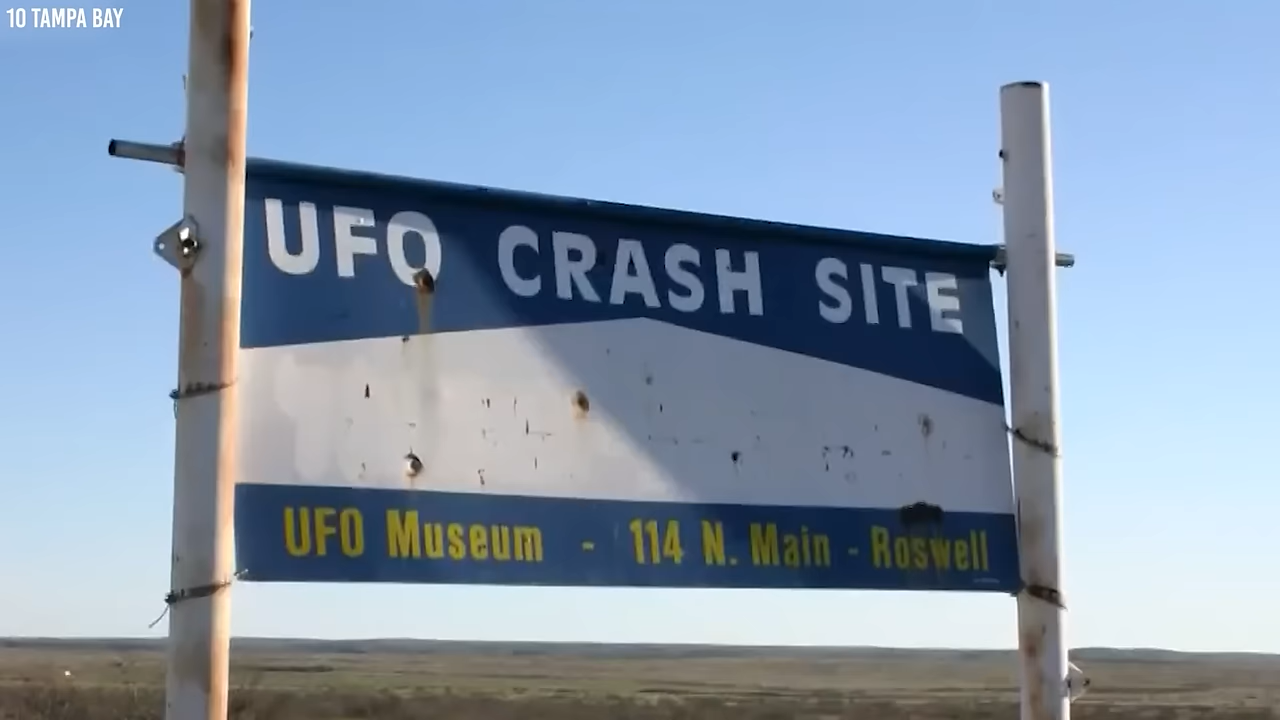 10 TAMPA BAY
UFO CRASH SITE
UFO Museum - 114 N. Main - Roswell